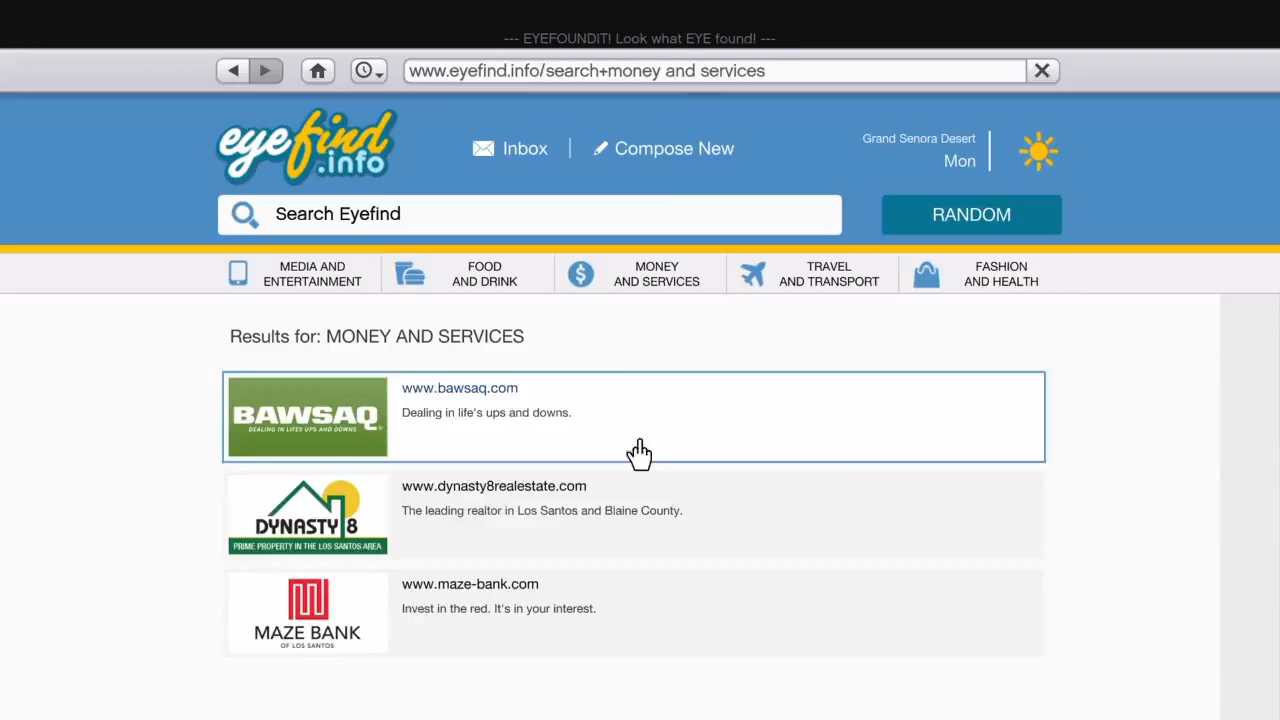 --- EYEFOUNDIT! Look what EYE found! ---
www.eyefind.info/search+money and services
eyefind
.info
Inbox
Compose New
Grand Senora Desert
Mon
Search Eyefind
RANDOM
MEDIA AND
ENTERTAINMENT
FOOD
AND DRINK
MONEY
AND SERVICES
TRAVEL
AND TRANSPORT
FASHION
AND HEALTH
Results for: MONEY AND SERVICES
BAWSAQ
DEALING IN LIFES UPS AND DOWNS
www.bawsaq.com
Dealing in life's ups and downs.
DYNASTY 8
PRIME PROPERTY IN THE LOS SANTOS AREA
www.dynasty8realestate.com
The leading realtor in Los Santos and Blaine County.
MAZE BANK
OF LOS SANTOS
www.maze-bank.com
Invest in the red. It's in your interest.